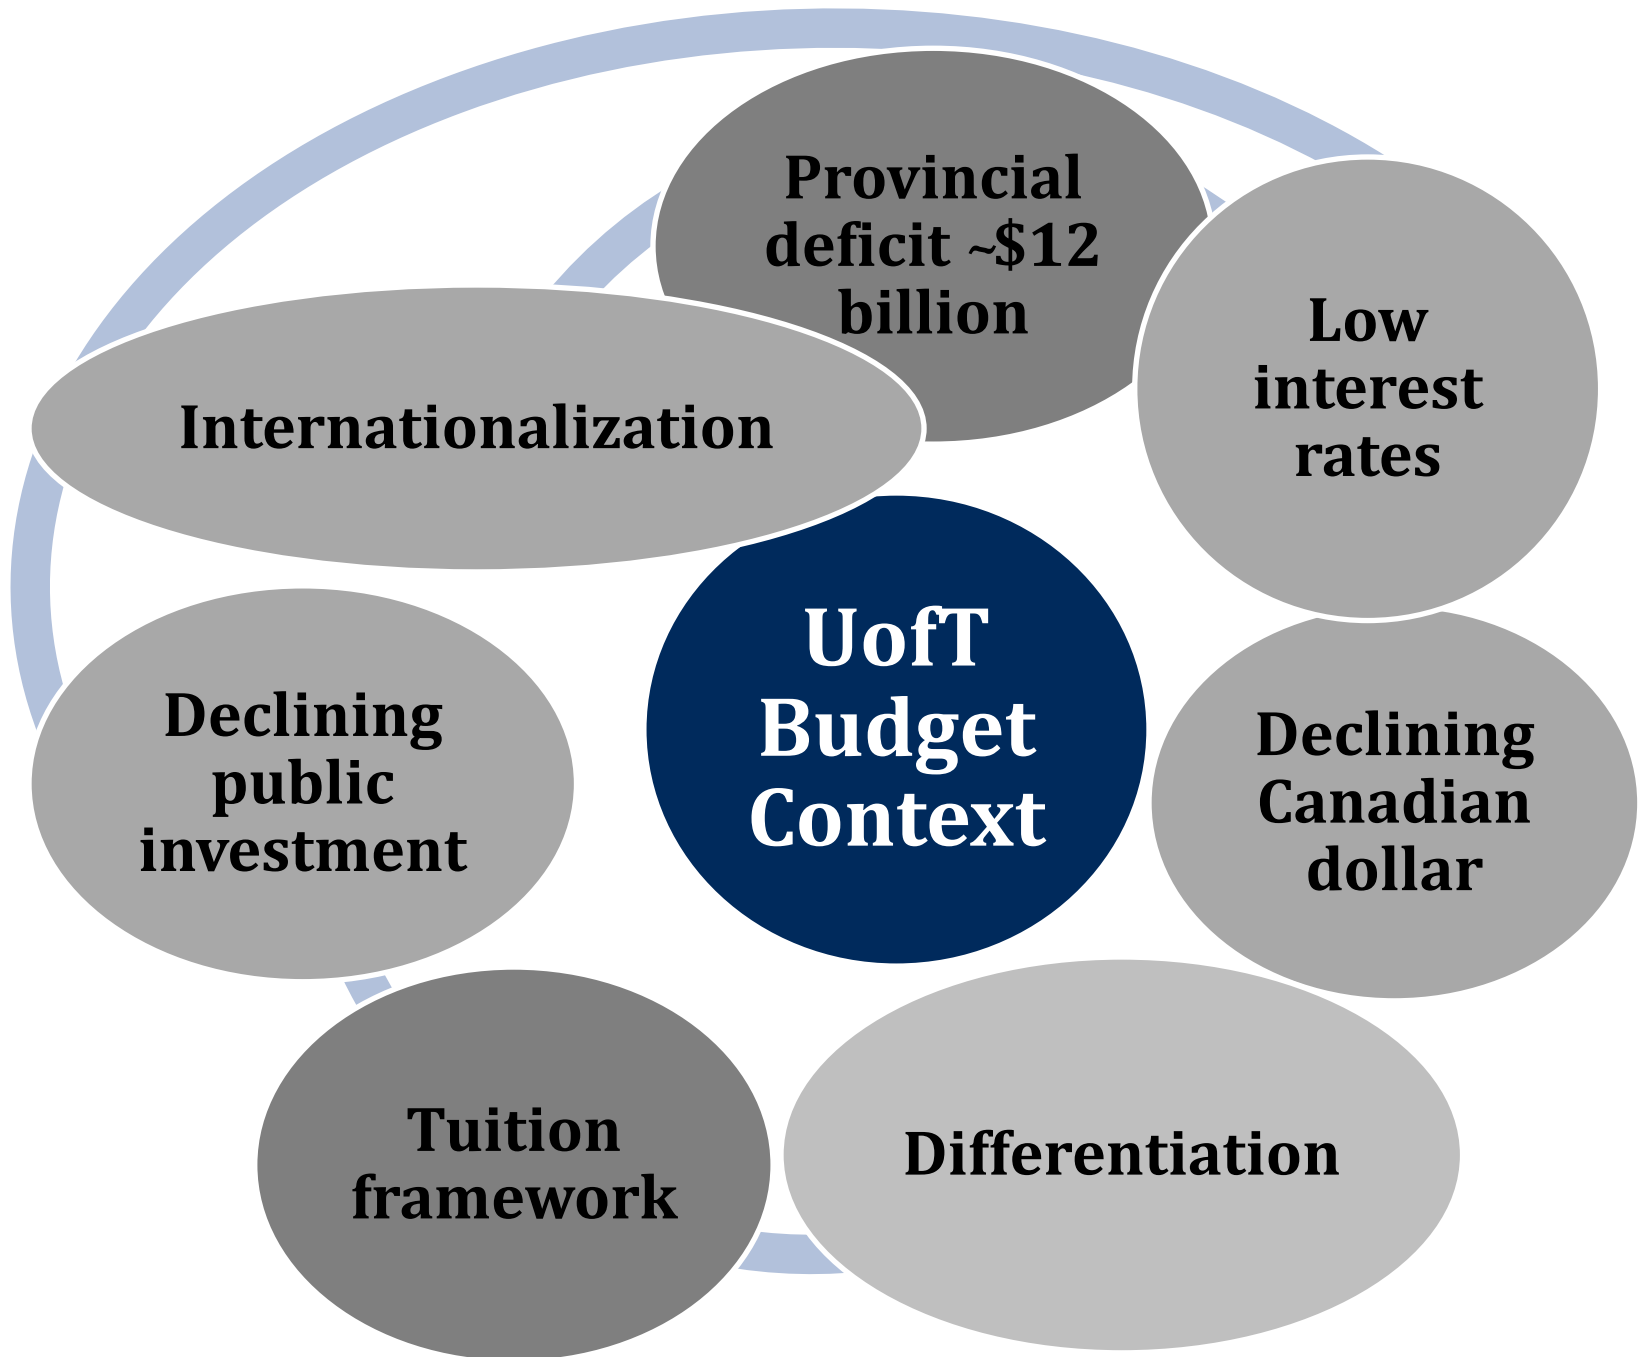 Provincial
deficit ~$12
billion
Low
interest
rates
Internationalization
UofT
Budget
Context
Declining
public
investment
Declining
Canadian
dollar
Tuition
framework
Differentiation